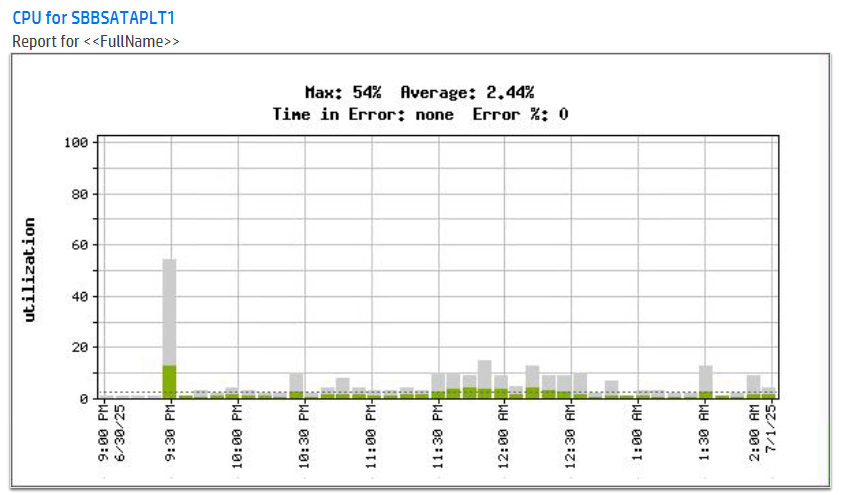 CPU for SBBSATAPLT1
Report for <<FullName>>
Max: 54% Average: 2.44%
Time in Error: none Error %: 0
utilization
100
80
60
40
20
0
9:00 PM
6/30/25
9:30 PM
10:00 PM
10:30 PM
11:00 PM
11:30 PM
12:00 AM
12:30 AM
1:00 AM
1:30 AM
2:00 AM
7/1/25